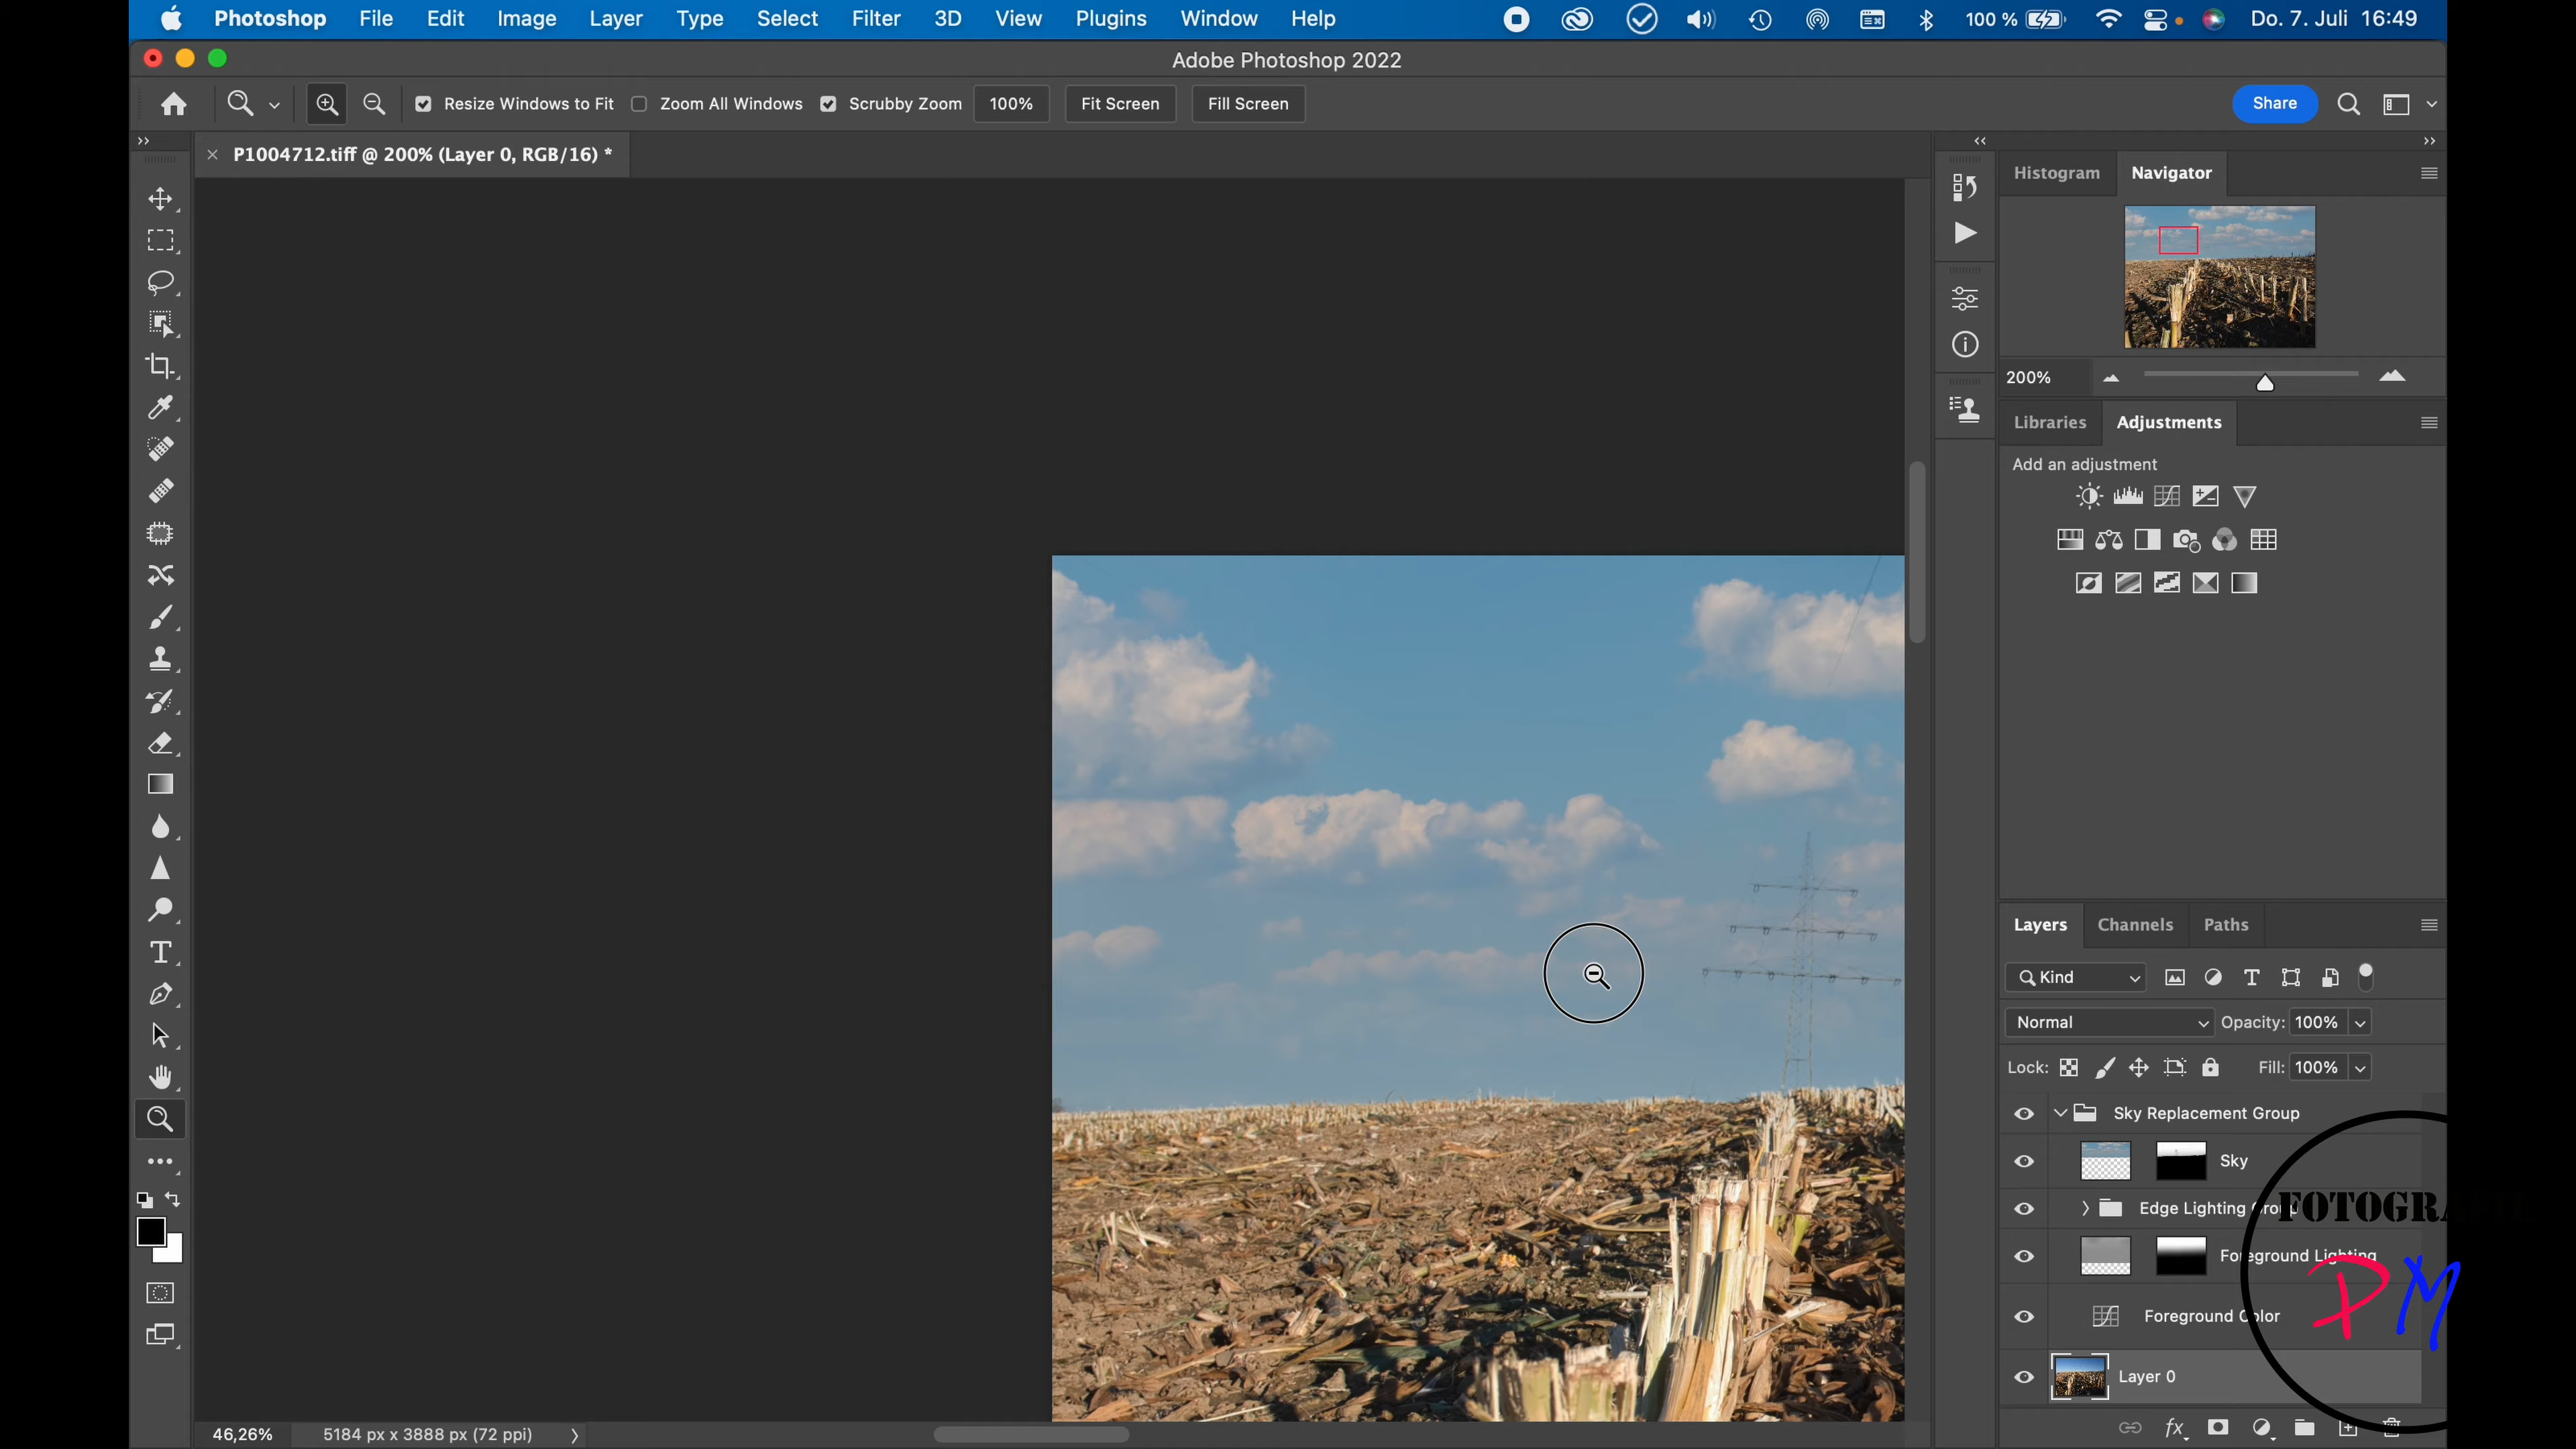 Photoshop File Edit Image Layer Type Select Filter 3D View Plugins Window Help 100 % Do. 7. Juli 16:49
Adobe Photoshop 2022
Resize Windows to Fit Zoom All Windows Scrubby Zoom 100% Fit Screen Fill Screen Share
P1004712.tiff @ 200% (Layer 0, RGB/16) *
Histogram Navigator
200%
Libraries Adjustments
Add an adjustment
Layers Channels Paths
Kind
Normal Opacity: 100%
Lock: Fill: 100%
Sky Replacement Group
Sky
Edge Lighting Group
Foreground Lighting
Foreground Color
Layer 0
PM
46,26% 5184 px x 3888 px (72 ppi)